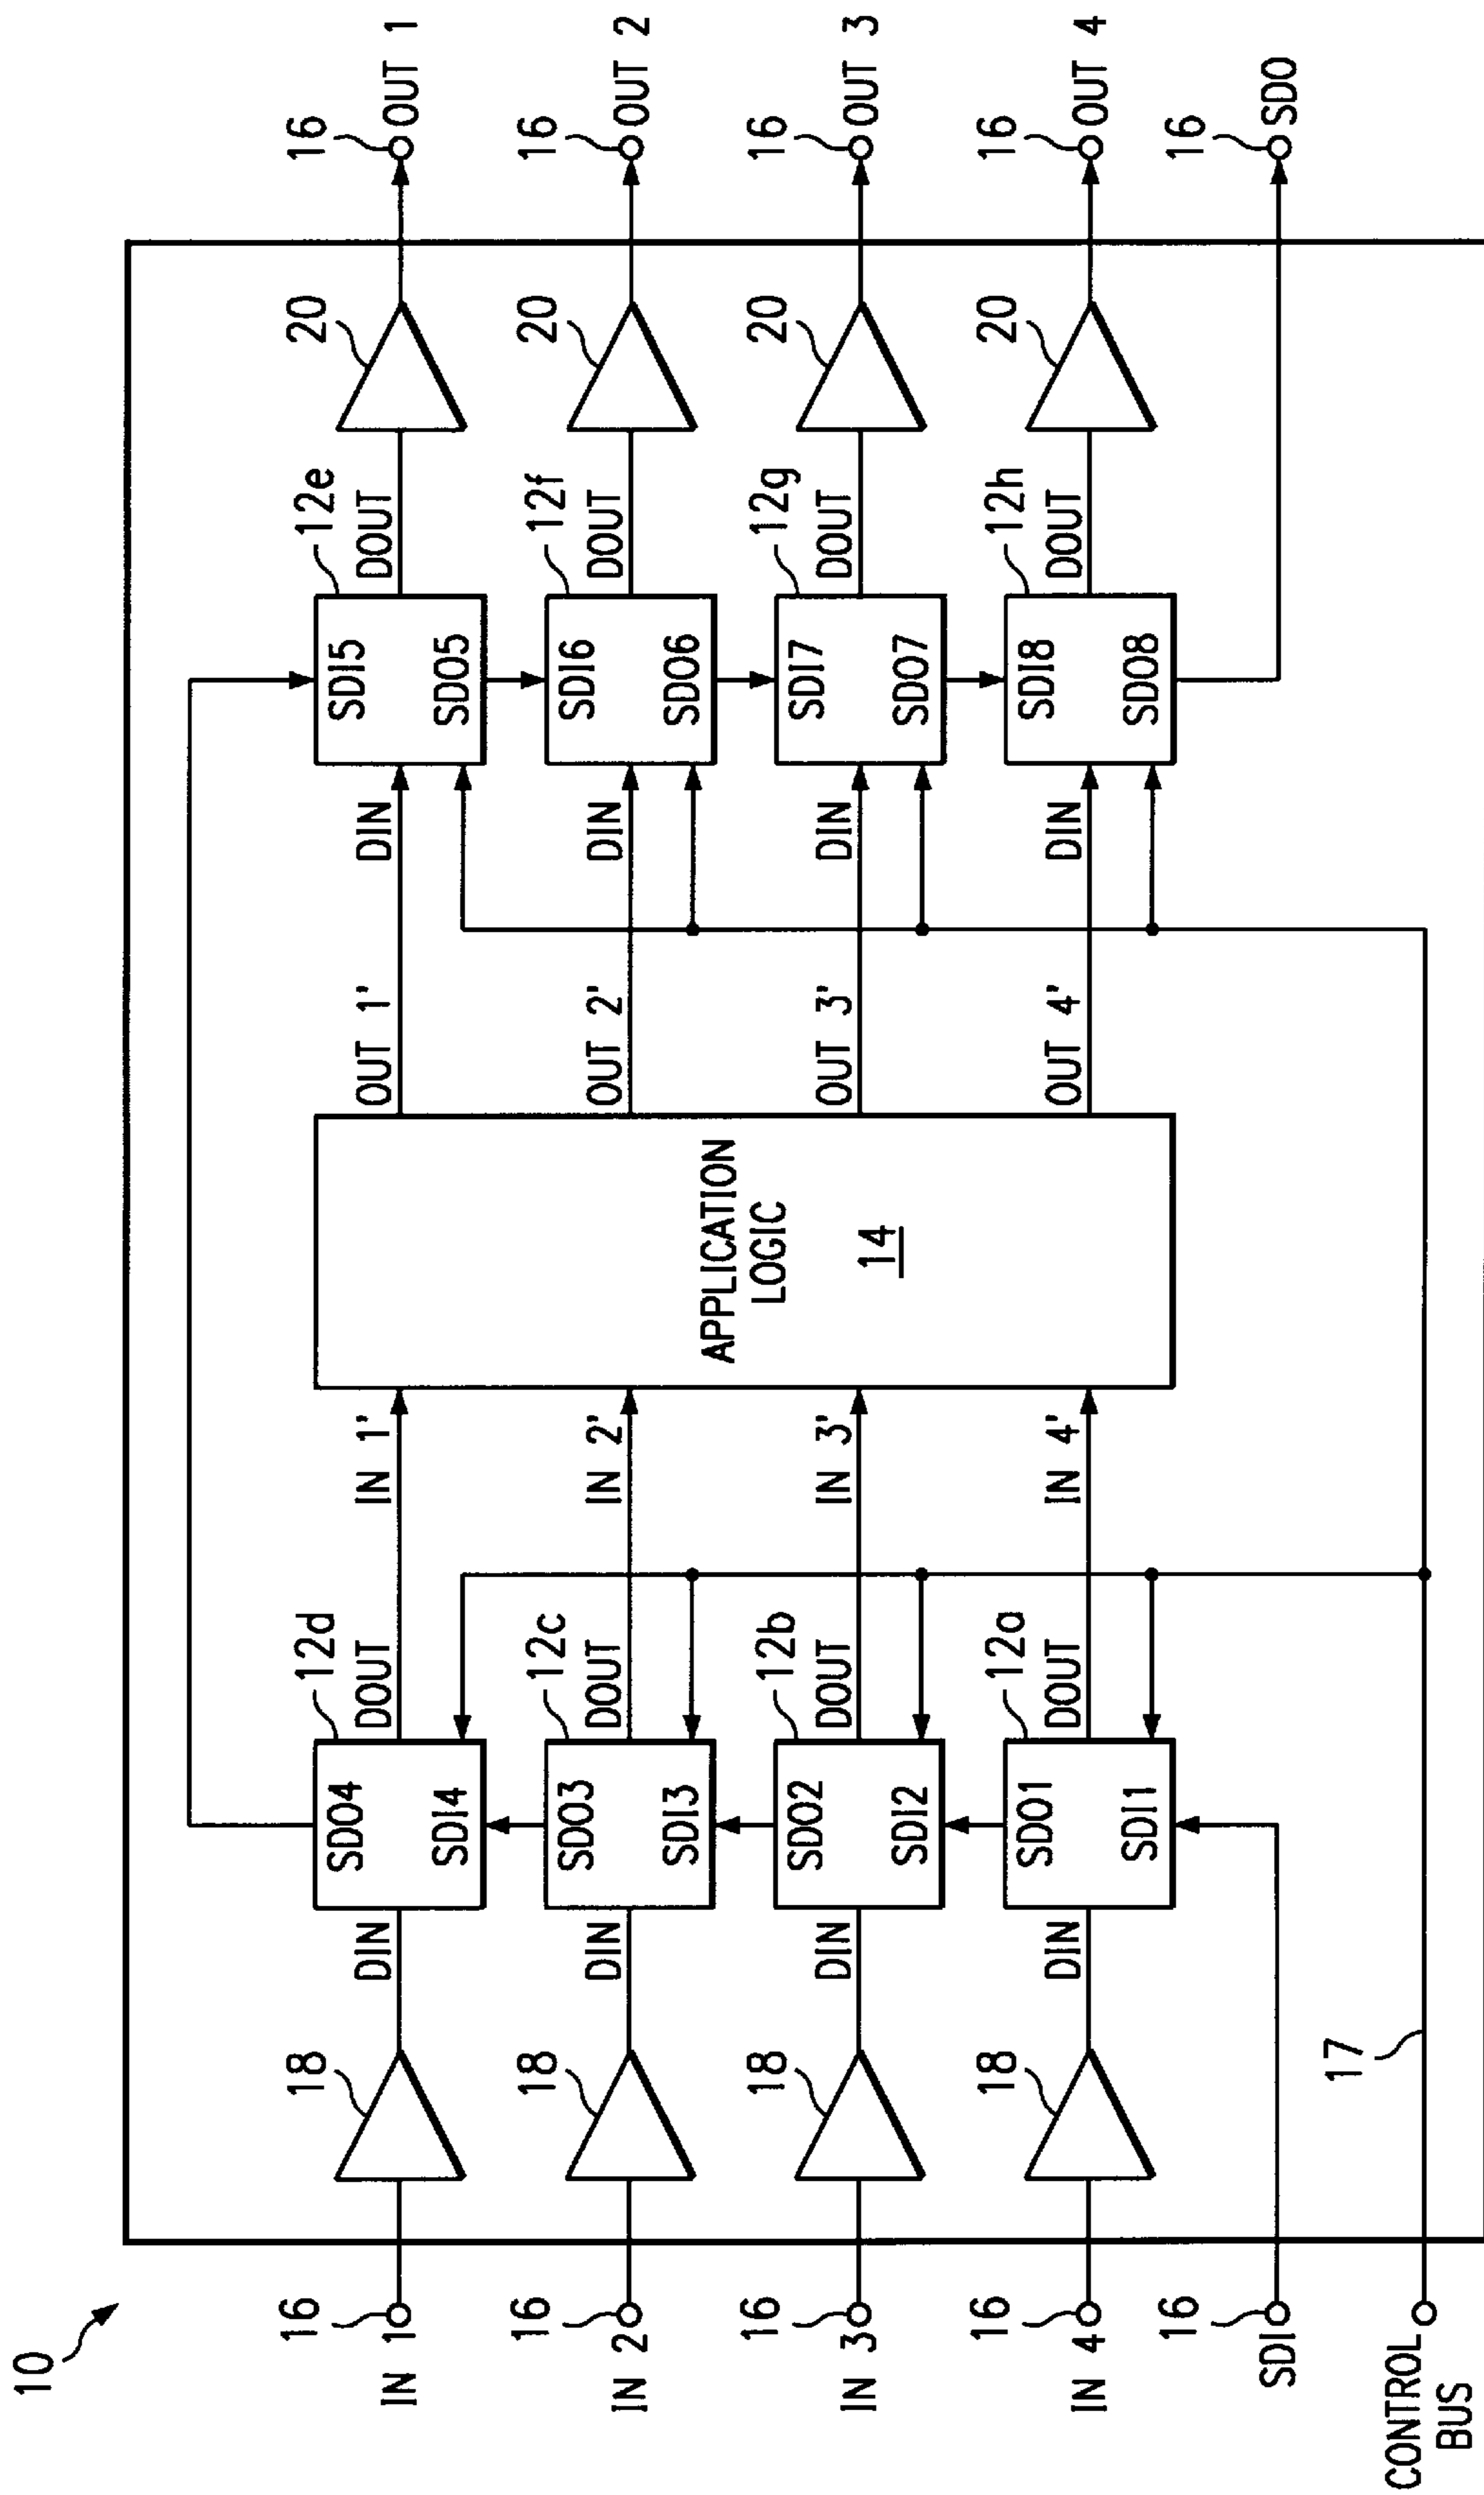 10
16
IN 1
18
DIN
12d
SDO4
SDI4
DOUT
IN 1'
OUT 1'
DIN
12e
SDI5
SDO5
DOUT
20
16
OUT 1
16
IN 2
18
DIN
12c
SDO3
SDI3
DOUT
IN 2'
OUT 2'
DIN
12f
SDI6
SDO6
DOUT
20
16
OUT 2
APPLICATION
LOGIC
14
16
IN 3
18
DIN
12b
SDO2
SDI2
DOUT
IN 3'
OUT 3'
DIN
12g
SDI7
SDO7
DOUT
20
16
OUT 3
16
IN 4
18
DIN
12a
SDO1
SDI1
DOUT
IN 4'
OUT 4'
DIN
12h
SDI8
SDO8
DOUT
20
16
OUT 4
16
SDI
16
SDO
17
CONTROL
BUS